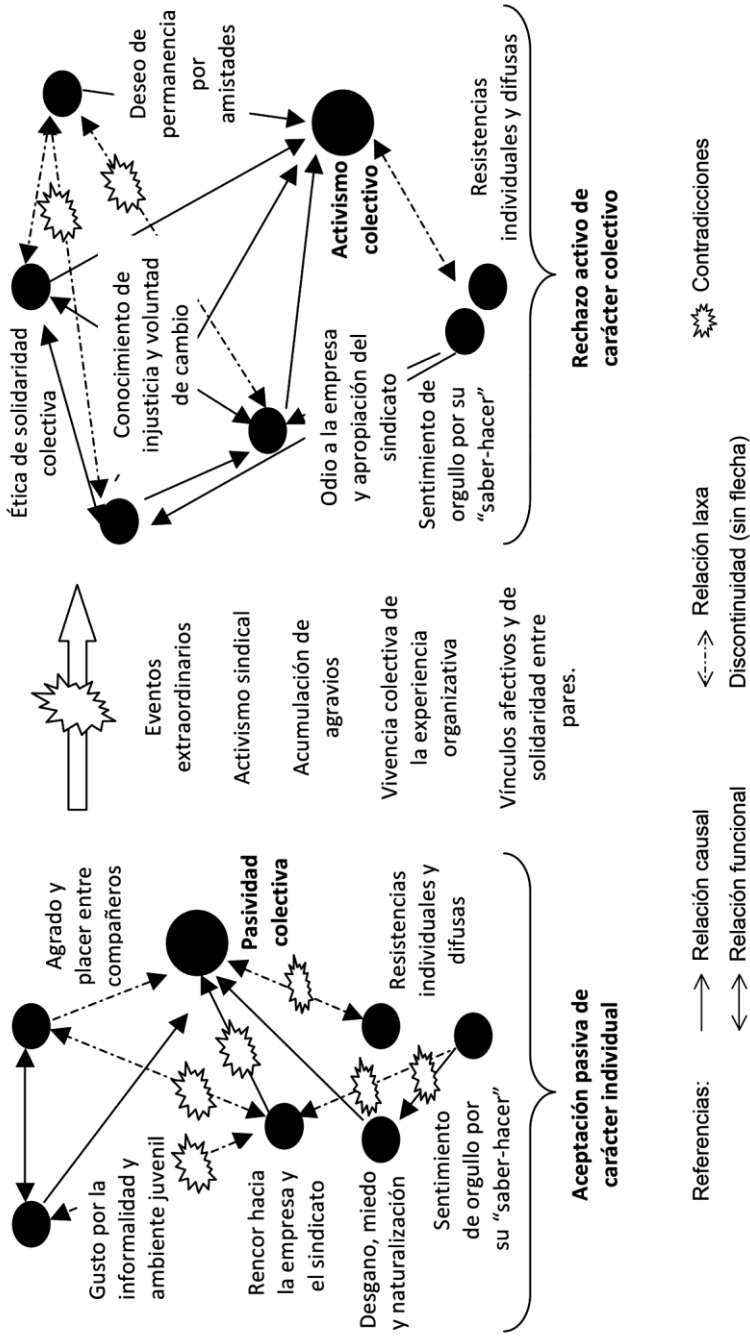 Agrado y
placer entre
compañeros
Gusto por la
informalidad y
ambiente juvenil
Pasividad
colectiva
Rencor hacia
la empresa y
el sindicato
Resistencias
individuales y
difusas
Desgano, miedo
y naturalización
Sentimiento
de orgullo por
su “saber-hacer”
Aceptación pasiva de
carácter individual
Eventos
extraordinarios
Activismo sindical
Acumulación de
agravios
Vivencia colectiva de
la experiencia
organizativa
Vínculos afectivos y de
solidaridad entre
pares.
Ética de solidaridad
colectiva
Deseo de
permanencia
por
amistades
Conocimiento de
injusticia y voluntad
de cambio
Activismo
colectivo
Odio a la empresa
y apropiación del
sindicato
Sentimiento de
orgullo por su
“saber-hacer”
Resistencias
individuales y difusas
Rechazo activo de
carácter colectivo
Referencias:
Relación causal
Relación funcional
Relación laxa
Discontinuidad (sin flecha)
Contradicciones